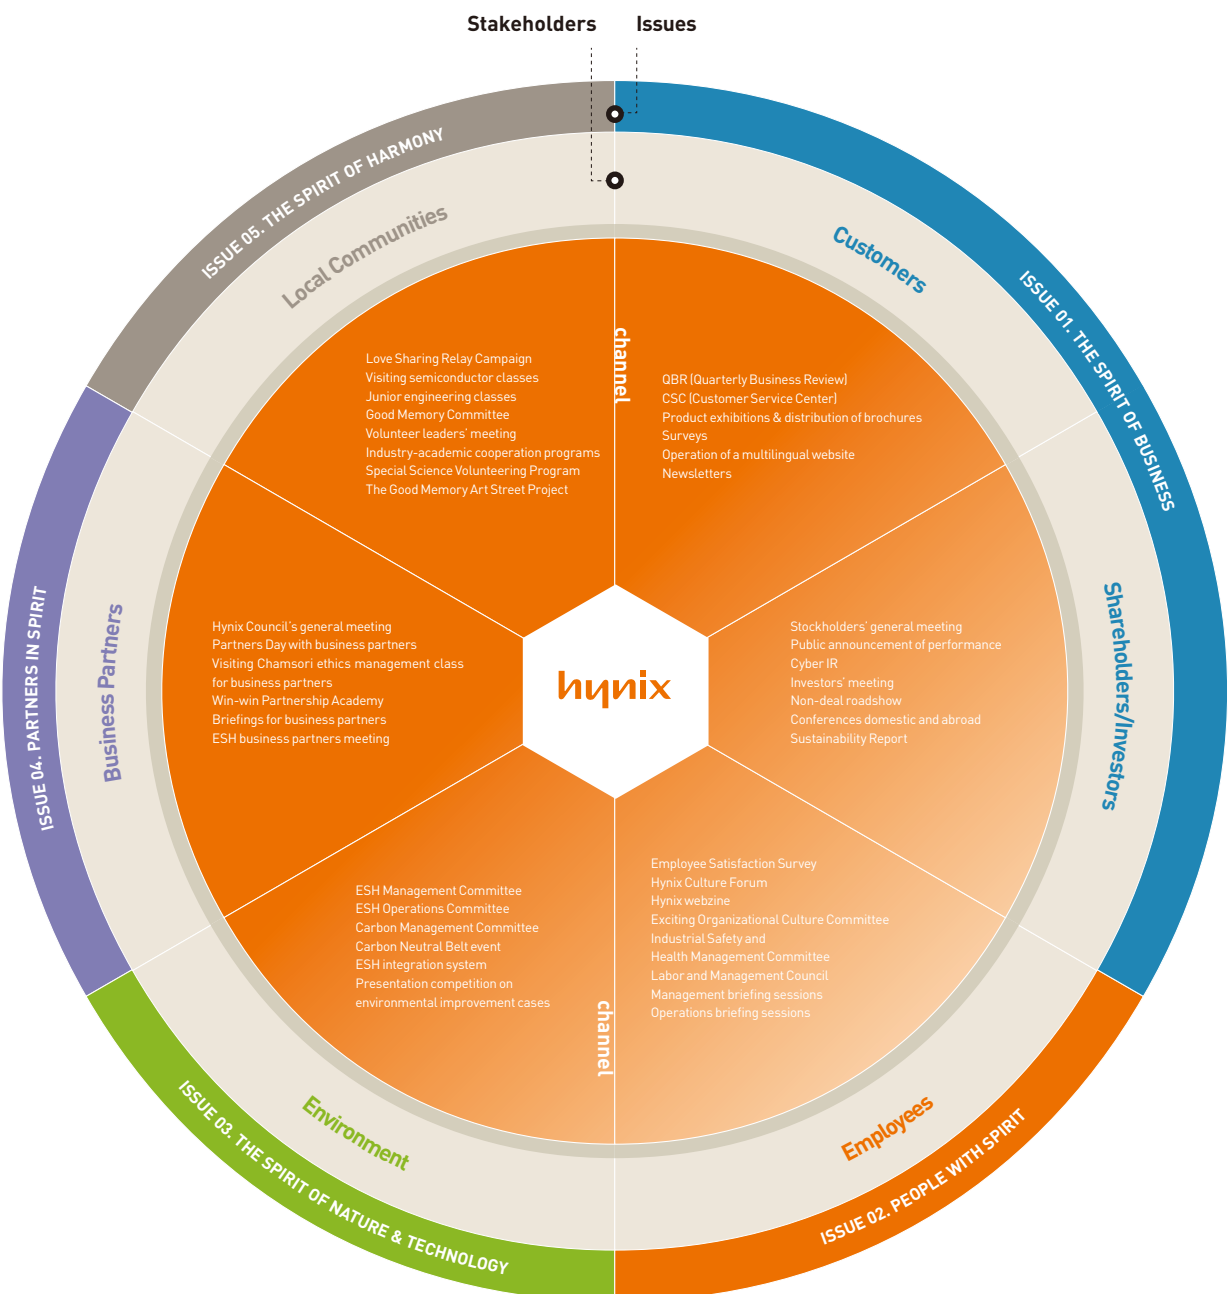 Stakeholders
Issues
ISSUE 05. THE SPIRIT OF HARMONY
Local Communities
channel
Love Sharing Relay Campaign
Visiting semiconductor classes
Junior engineering classes
Good Memory Committee
Volunteer leaders' meeting
Industry-academic cooperation programs
Special Science Volunteering Program
The Good Memory Art Street Project
ISSUE 01. THE SPIRIT OF BUSINESS
Customers
QBR (Quarterly Business Review)
CSC (Customer Service Center)
Product exhibitions & distribution of brochures
Surveys
Operation of a multilingual website
Newsletters
Shareholders/Investors
Stockholders' general meeting
Public announcement of performance
Cyber IR
Investors' meeting
Non-deal roadshow
Conferences domestic and abroad
Sustainability Report
hynix
ISSUE 04. PARTNERS IN SPIRIT
Business Partners
Hynix Council's general meeting
Partners Day with business partners
Visiting Chamsori ethics management class
for business partners
Win-win Partnership Academy
Briefings for business partners
ESH business partners meeting
ESH Management Committee
ESH Operations Committee
Carbon Management Committee
Carbon Neutral Belt event
ESH integration system
Presentation competition on
environmental improvement cases
channel
Environment
ISSUE 03. THE SPIRIT OF NATURE & TECHNOLOGY
Employee Satisfaction Survey
Hynix Culture Forum
Hynix webzine
Exciting Organizational Culture Committee
Industrial Safety and
Health Management Committee
Labor and Management Council
Management briefing sessions
Operations briefing sessions
Employees
ISSUE 02. PEOPLE WITH SPIRIT